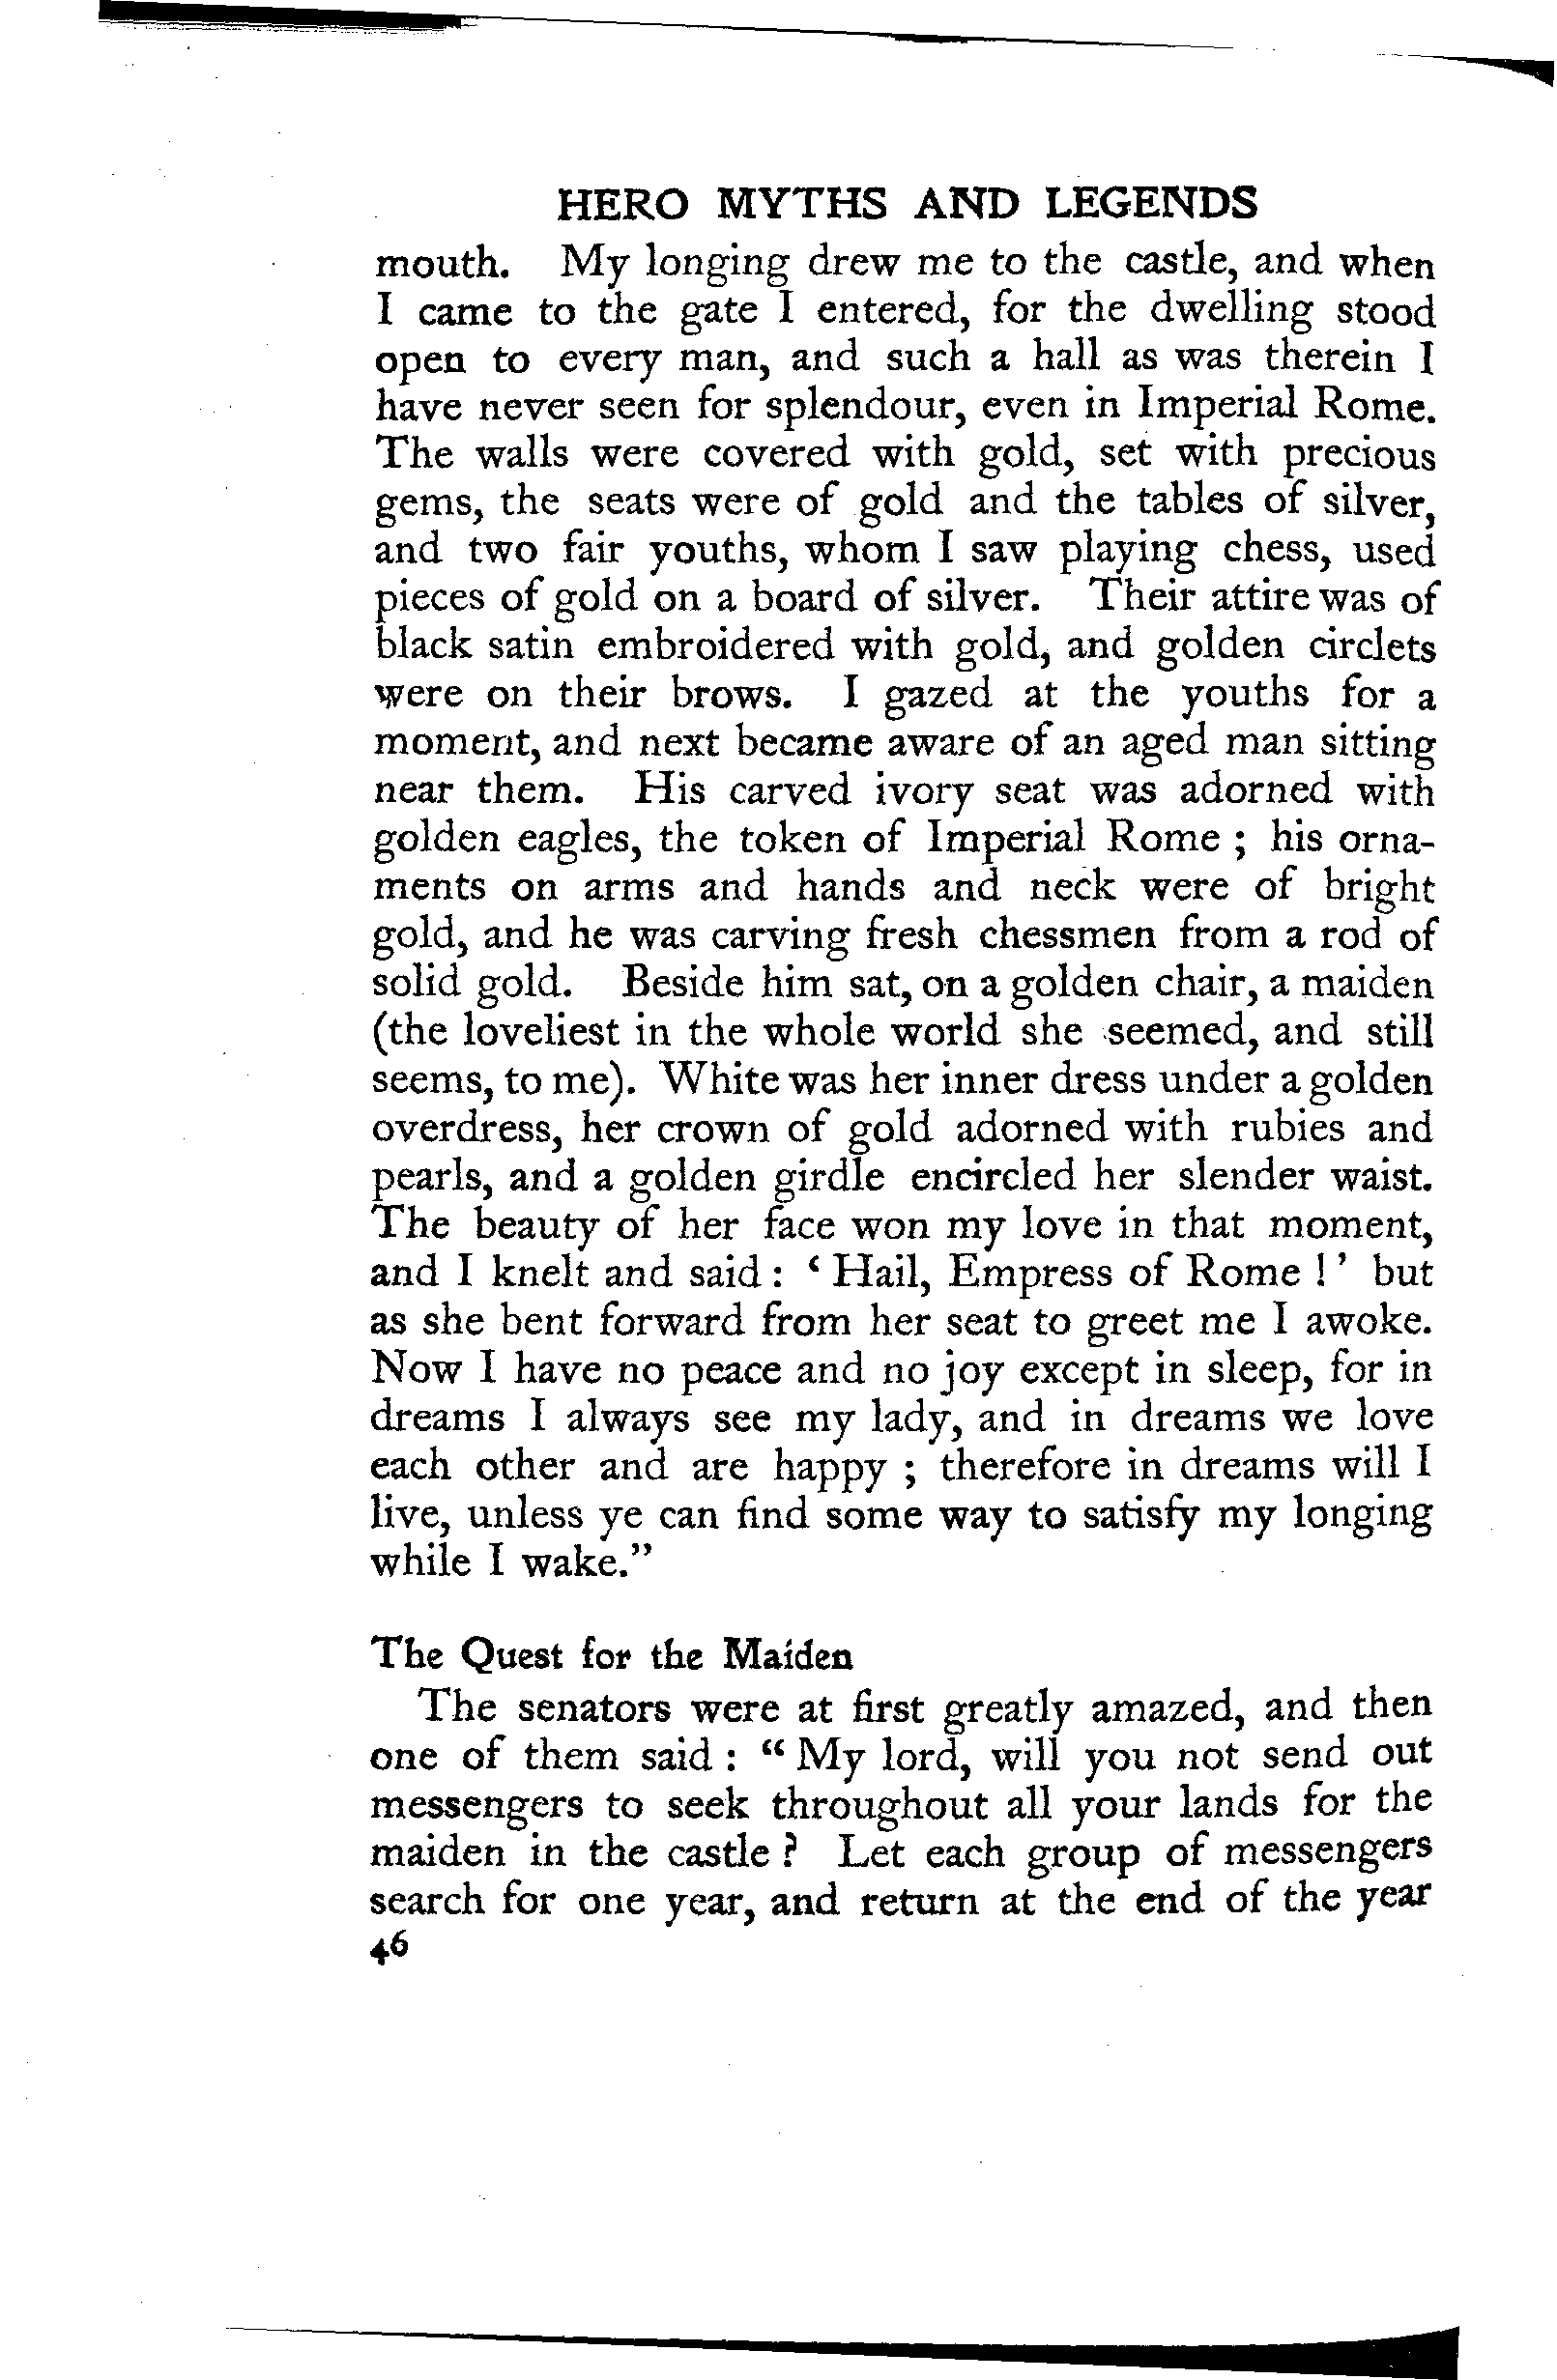 HERO MYTHS AND LEGENDS
mouth. My longing drew me to the castle, and when
I came to the gate I entered, for the dwelling stood
open to every man, and such a hall as was therein I
have never seen for splendour, even in Imperial Rome.
The walls were covered with gold, set with precious
gems, the seats were of gold and the tables of silver,
and two fair youths, whom I saw playing chess, used
pieces of gold on a board of silver. Their attire was of
black satin embroidered with gold, and golden circlets
were on their brows. I gazed at the youths for a
moment, and next became aware of an aged man sitting
near them. His carved ivory seat was adorned with
golden eagles, the token of Imperial Rome ; his orna-
ments on arms and hands and neck were of bright
gold, and he was carving fresh chessmen from a rod of
solid gold. Beside him sat, on a golden chair, a maiden
(the loveliest in the whole world she seemed, and still
seems, to me). White was her inner dress under a golden
overdress, her crown of gold adorned with rubies and
pearls, and a golden girdle encircled her slender waist.
The beauty of her face won my love in that moment,
and I knelt and said : ‘ Hail, Empress of Rome ! ’ but
as she bent forward from her seat to greet me I awoke.
Now I have no peace and no joy except in sleep, for in
dreams I always see my lady, and in dreams we love
each other and are happy ; therefore in dreams will I
live, unless ye can find some way to satisfy my longing
while I wake.”
The Quest for the Maiden
The senators were at first greatly amazed, and then
one of them said : “ My lord, will you not send out
messengers to seek throughout all your lands for the
maiden in the castle ? Let each group of messengers
search for one year, and return at the end of the year
46